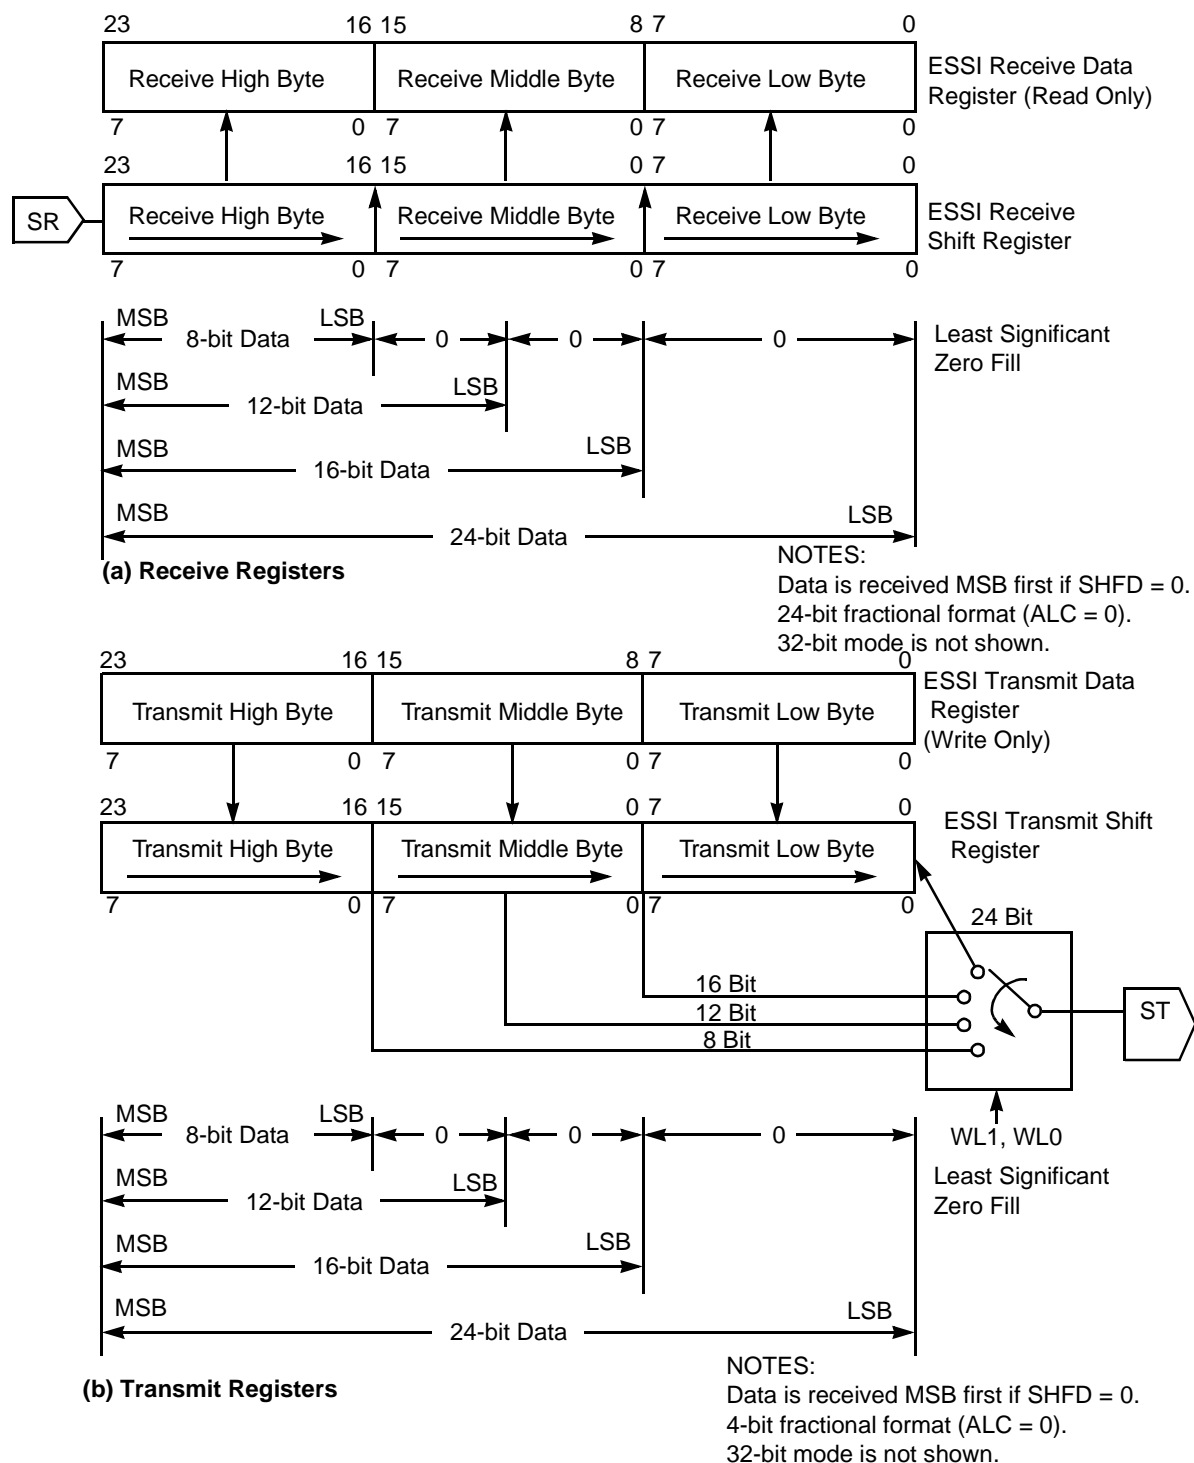 23 16 15 8 7 0
Receive High Byte Receive Middle Byte Receive Low Byte
ESSI Receive Data
Register (Read Only)
7 0 7 0 7 0
23 16 15 0 7 0
SR
Receive High Byte Receive Middle Byte Receive Low Byte
ESSI Receive
Shift Register
7 0 7 0 7 0
MSB LSB
8-bit Data 0 0 0
Least Significant
Zero Fill
MSB LSB
12-bit Data
MSB LSB
16-bit Data
MSB LSB
24-bit Data
(a) Receive Registers
NOTES:
Data is received MSB first if SHFD = 0.
24-bit fractional format (ALC = 0).
32-bit mode is not shown.
23 16 15 8 7 0
Transmit High Byte Transmit Middle Byte Transmit Low Byte
ESSI Transmit Data
Register
(Write Only)
7 0 7 0 7 0
23 16 15 0 7 0
Transmit High Byte Transmit Middle Byte Transmit Low Byte
ESSI Transmit Shift
Register
7 0 7 0 7 0
24 Bit
16 Bit
12 Bit
8 Bit
ST
WL1, WL0
MSB LSB
8-bit Data 0 0 0
Least Significant
Zero Fill
MSB LSB
12-bit Data
MSB LSB
16-bit Data
MSB LSB
24-bit Data
(b) Transmit Registers
NOTES:
Data is received MSB first if SHFD = 0.
4-bit fractional format (ALC = 0).
32-bit mode is not shown.